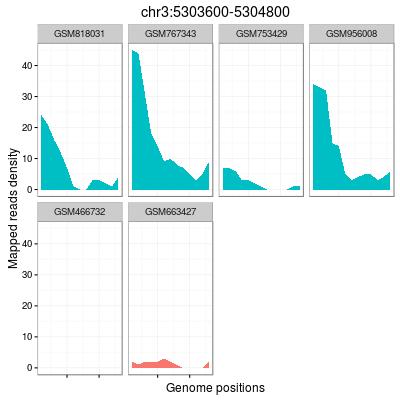 chr3:5303600-5304800
GSM818031 GSM767343 GSM753429 GSM956008
40
30
20
10
0
Mapped reads density
GSM466732 GSM663427
40
30
20
10
0
Genome positions